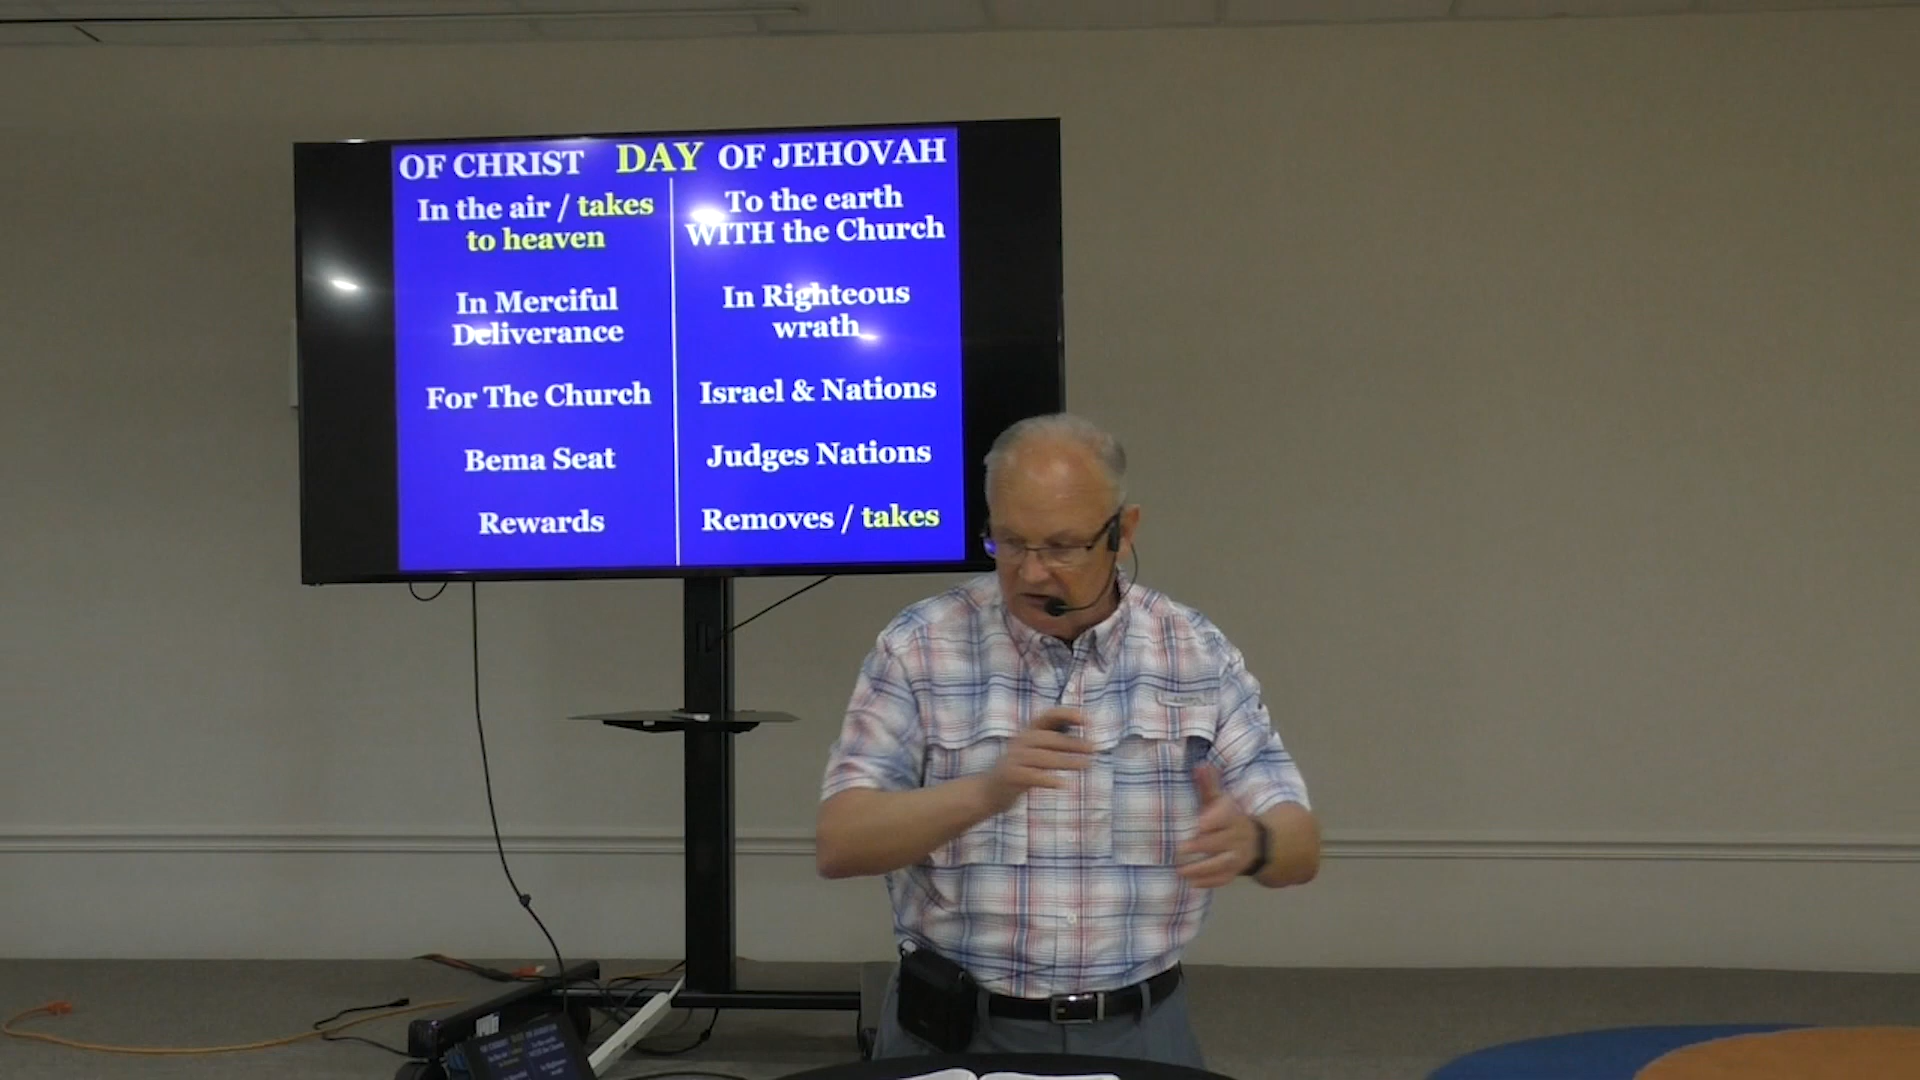 OF CHRIST DAY OF JEHOVAH
In the air / takes
to heaven
In Merciful
Deliverance
For The Church
Bema Seat
Rewards
To the earth
WITH the Church
In Righteous
wrath
Israel & Nations
Judges Nations
Removes / takes